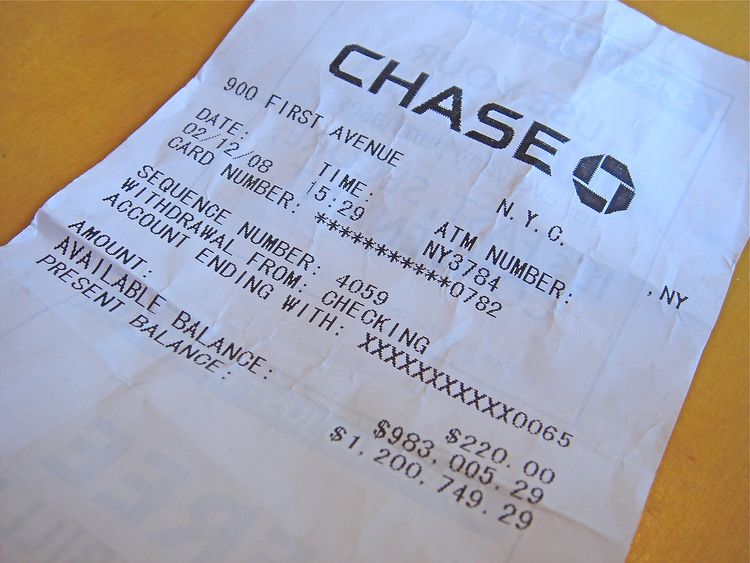 CHASE
900 FIRST AVENUE N.Y.C. , NY
DATE: TIME: ATM NUMBER:
02/12/08 15:29 NY3784
CARD NUMBER: ***********0782
SEQUENCE NUMBER: 4059
WITHDRAWAL FROM: CHECKING
ACCOUNT ENDING WITH: XXXXXXXXXXXX0065
AMOUNT: $220.00
AVAILABLE BALANCE: $983,005.29
PRESENT BALANCE: $1,200,749.29